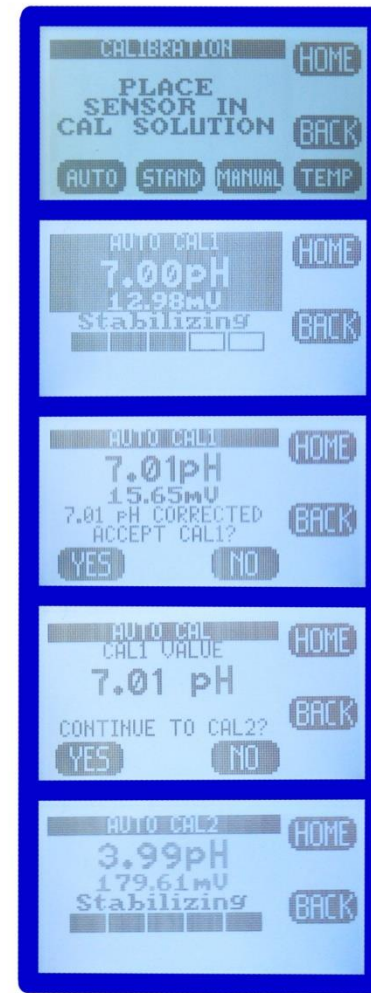 CALIBRATION
HOME
PLACE
SENSOR IN
CAL SOLUTION
BACK
AUTO STAND MANUAL TEMP
AUTO CAL1
HOME
7.00pH
12.98mV
Stabilizing
BACK
AUTO CAL1
HOME
7.01pH
15.65mV
7.01 pH CORRECTED
BACK
ACCEPT CAL1?
YES NO
AUTO CAL
HOME
CAL1 VALUE
7.01 pH
BACK
CONTINUE TO CAL2?
YES NO
AUTO CAL2
HOME
3.99pH
179.61mV
Stabilizing
BACK